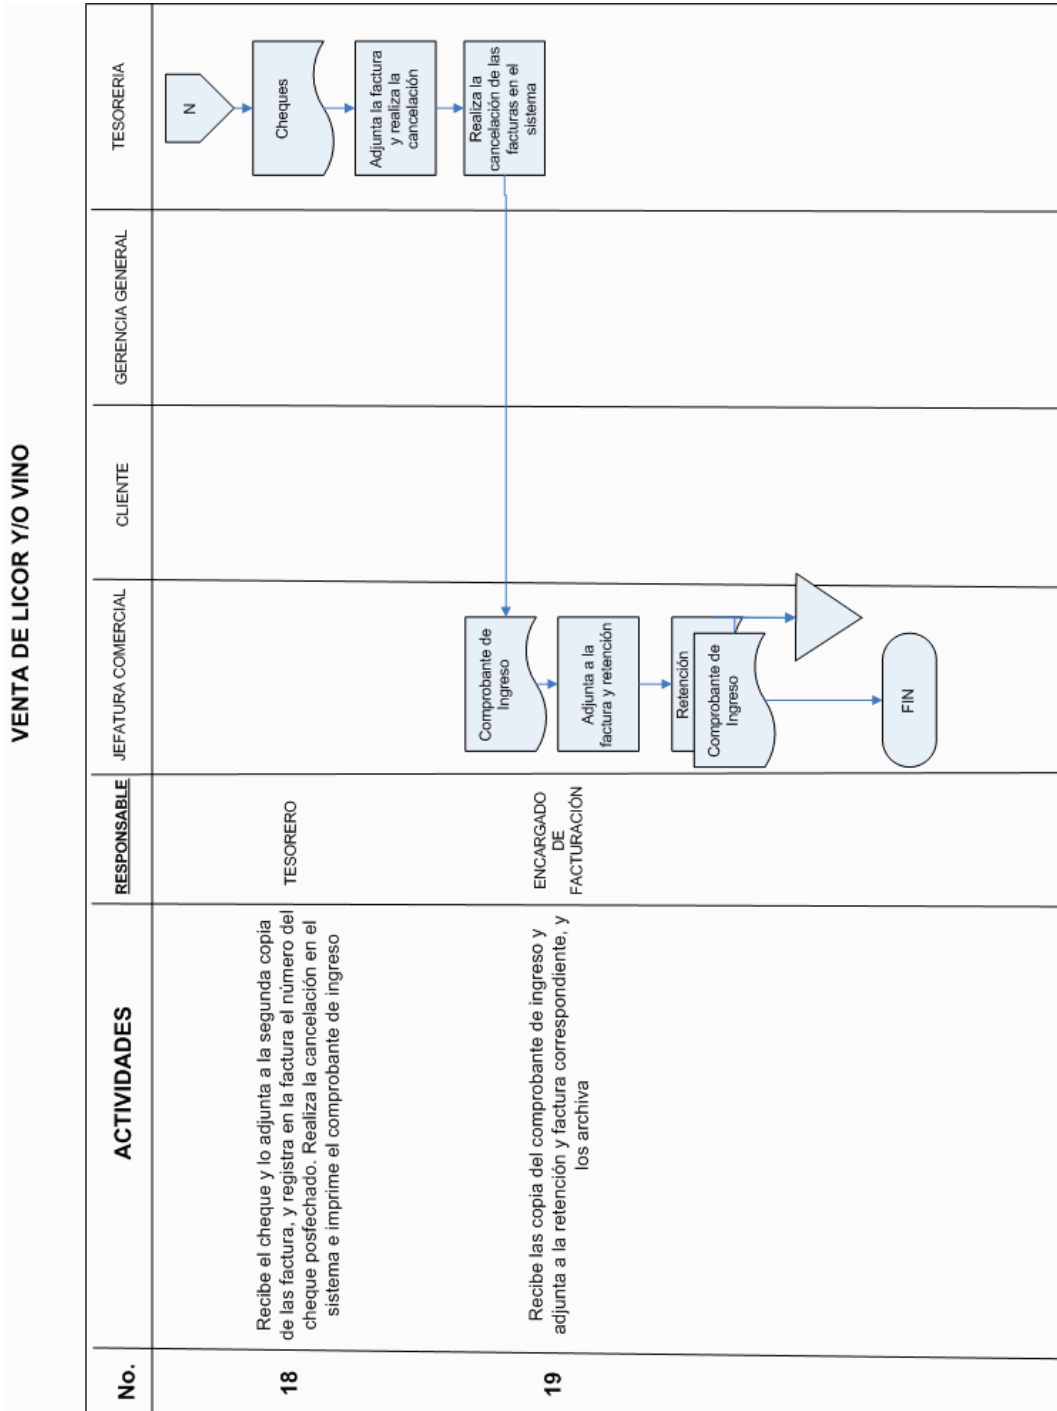 VENTA DE LICOR Y/O VINO
No.
ACTIVIDADES
RESPONSABLE
JEFATURA COMERCIAL
CLIENTE
GERENCIA GENERAL
TESORERIA
18
Recibe el cheque y lo adjunta a la segunda copia
de las factura, y registra en la factura el número del
cheque posfechado. Realiza la cancelación en el
sistema e imprime el comprobante de ingreso
TESORERO
N
Cheques
Adjunta la factura
y realiza la
cancelación
Realiza la
cancelación de las
facturas en el
sistema
19
Recibe las copia del comprobante de ingreso y
adjunta a la retención y factura correspondiente, y
los archiva
ENCARGADO
DE
FACTURACIÓN
Comprobante de
Ingreso
Adjunta a la
factura y retención
Retención
Comprobante de
Ingreso
FIN